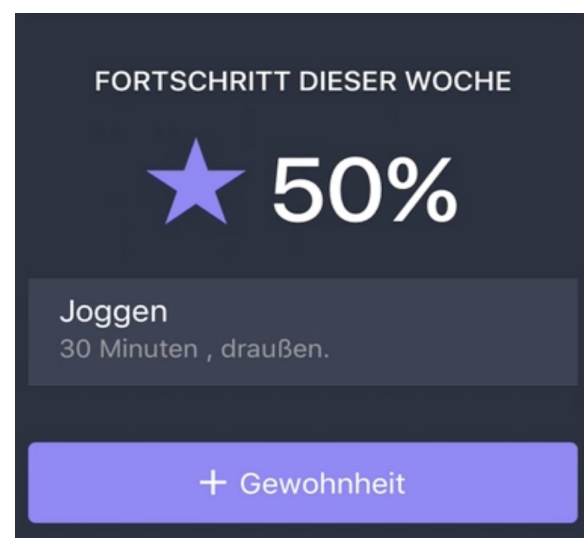 FORTSCHRITT DIESER WOCHE
50%
Joggen
30 Minuten , draußen.
+ Gewohnheit